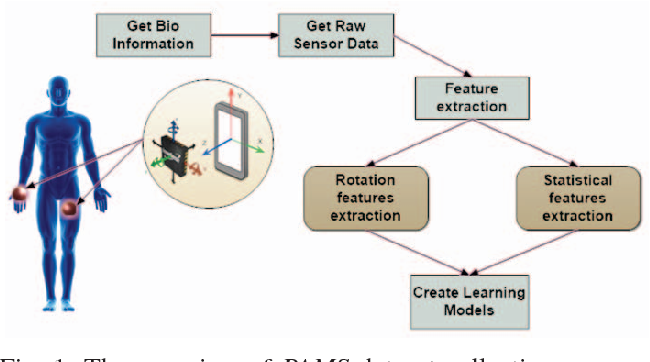 Get Bio
Information
Get Raw
Sensor Data
Feature
extraction
Y
X
Z
Rotation
features
extraction
Statistical
features
extraction
Create Learning
Models